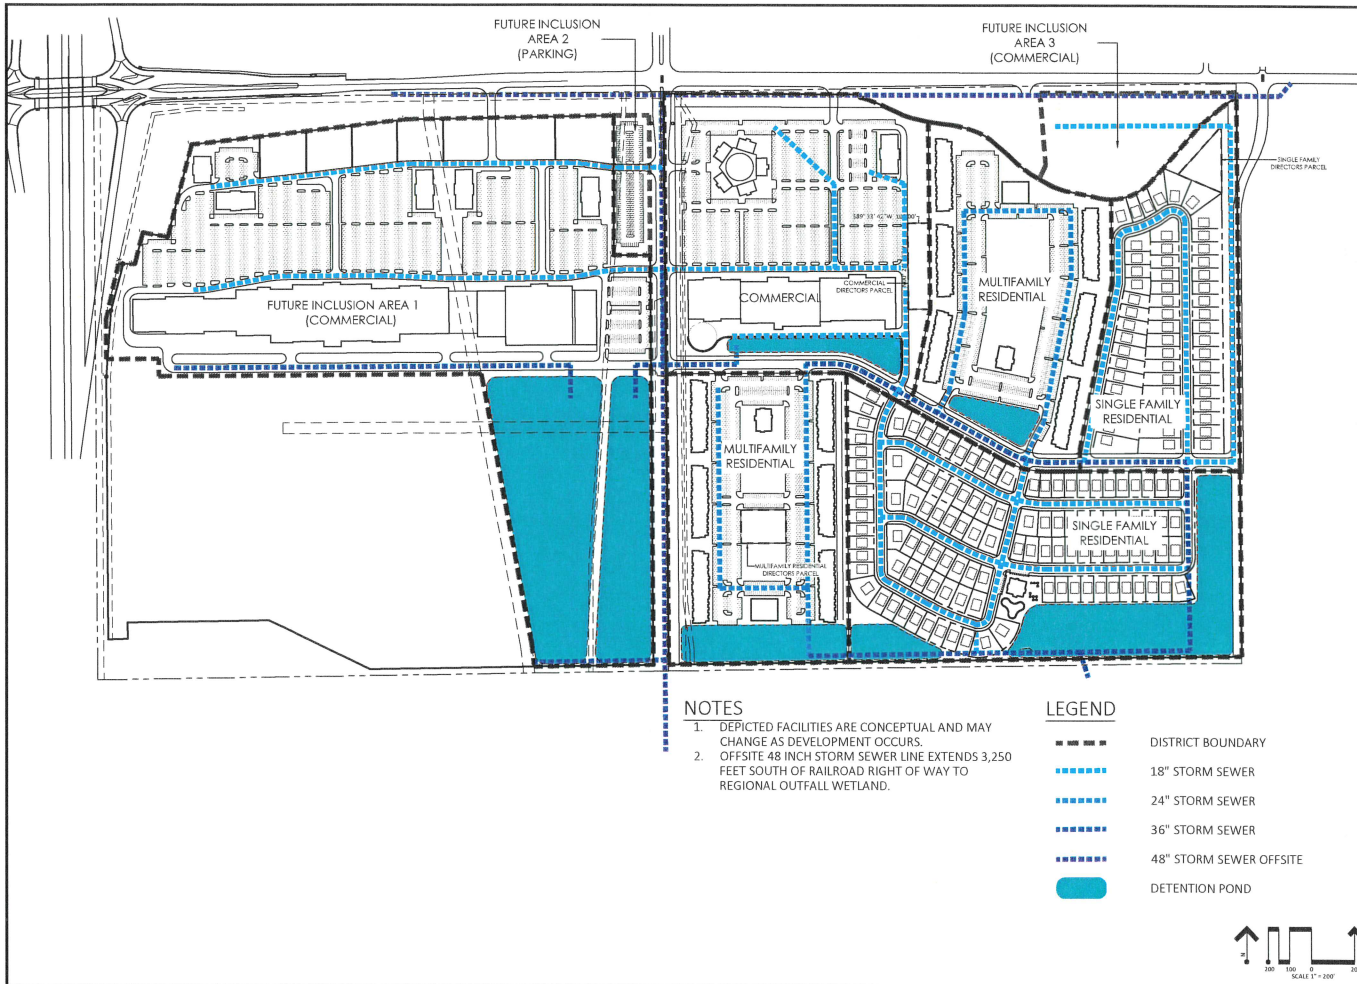 FUTURE INCLUSION
AREA 2
(PARKING)
FUTURE INCLUSION
AREA 3
(COMMERCIAL)
SINGLE FAMILY
DIRECTORS PARCEL
MULTIFAMILY
RESIDENTIAL
COMMERCIAL
DIRECTORS PARCEL
COMMERCIAL
FUTURE INCLUSION AREA 1
(COMMERCIAL)
SINGLE FAMILY
RESIDENTIAL
MULTIFAMILY
RESIDENTIAL
SINGLE FAMILY
RESIDENTIAL
MULTIFAMILY RESIDENTIAL
DIRECTORS PARCEL
NOTES
1. DEPICTED FACILITIES ARE CONCEPTUAL AND MAY
CHANGE AS DEVELOPMENT OCCURS.
2. OFFSITE 48 INCH STORM SEWER LINE EXTENDS 3,250
FEET SOUTH OF RAILROAD RIGHT OF WAY TO
REGIONAL OUTFALL WETLAND.
LEGEND
DISTRICT BOUNDARY
18" STORM SEWER
24" STORM SEWER
36" STORM SEWER
48" STORM SEWER OFFSITE
DETENTION POND
N
200 100 0
SCALE 1" = 200'